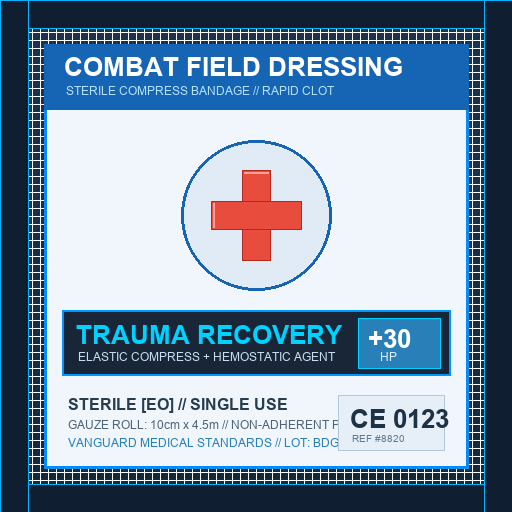 COMBAT FIELD DRESSING
STERILE COMPRESS BANDAGE // RAPID CLOT
TRAUMA RECOVERY
ELASTIC COMPRESS + HEMOSTATIC AGENT
+30
HP
STERILE [EO] // SINGLE USE
GAUZE ROLL: 10cm x 4.5m // NON-ADHERENT
VANGUARD MEDICAL STANDARDS // LOT: BDG
CE 0123
REF #8820